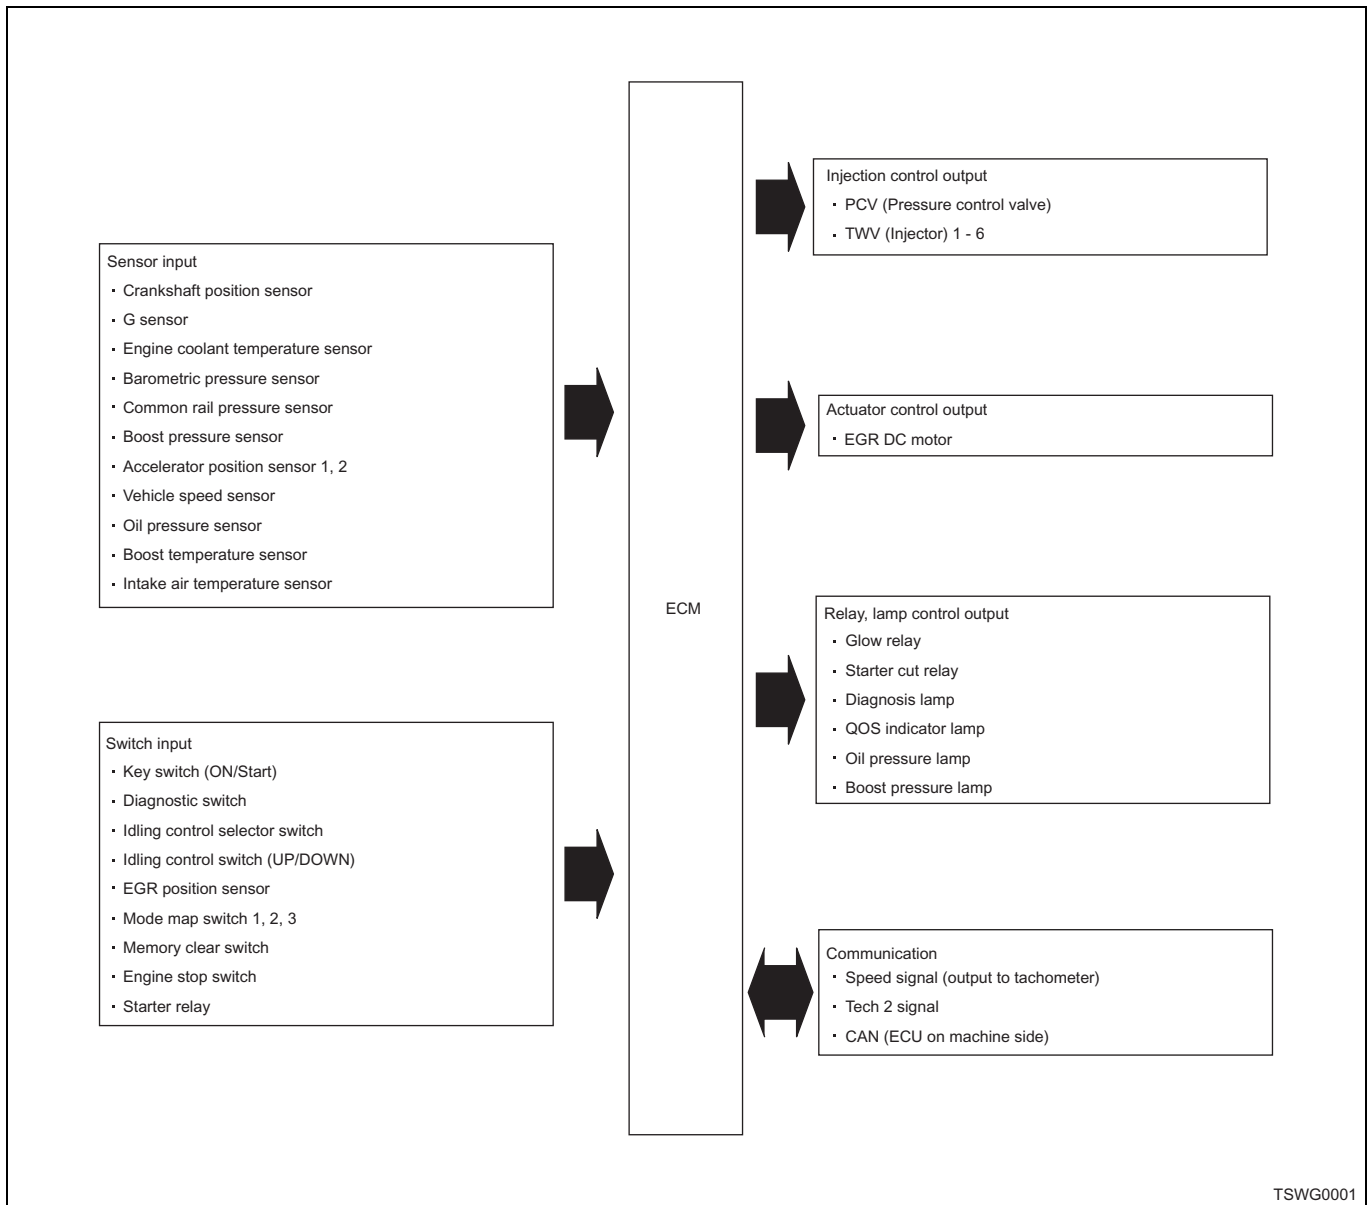 Sensor input
・ Crankshaft position sensor
・ G sensor
・ Engine coolant temperature sensor
・ Barometric pressure sensor
・ Common rail pressure sensor
・ Boost pressure sensor
・ Accelerator position sensor 1, 2
・ Vehicle speed sensor
・ Oil pressure sensor
・ Boost temperature sensor
・ Intake air temperature sensor
Switch input
・ Key switch (ON/Start)
・ Diagnostic switch
・ Idling control selector switch
・ Idling control switch (UP/DOWN)
・ EGR position sensor
・ Mode map switch 1, 2, 3
・ Memory clear switch
・ Engine stop switch
・ Starter relay
ECM
Injection control output
・ PCV (Pressure control valve)
・ TWV (Injector) 1 - 6
Actuator control output
・ EGR DC motor
Relay, lamp control output
・ Glow relay
・ Starter cut relay
・ Diagnosis lamp
・ QOS indicator lamp
・ Oil pressure lamp
・ Boost pressure lamp
Communication
・ Speed signal (output to tachometer)
・ Tech 2 signal
・ CAN (ECU on machine side)
TSWG0001